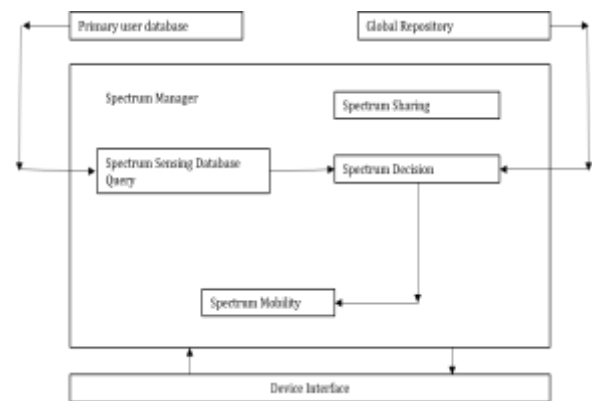 Primary user database
Global Repository
Spectrum Manager
Spectrum Sharing
Spectrum Sensing Database
Query
Spectrum Decision
Spectrum Mobility
Device Interface